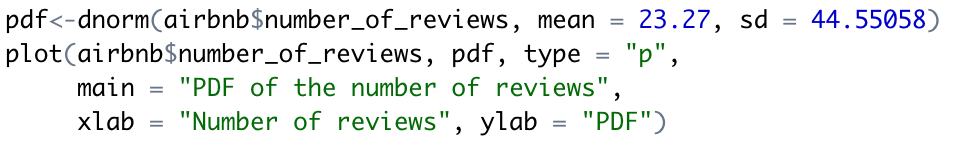 pdf<-dnorm(airbnb$number_of_reviews, mean = 23.27, sd = 44.55058)
plot(airbnb$number_of_reviews, pdf, type = "p",
     main = "PDF of the number of reviews",
     xlab = "Number of reviews", ylab = "PDF")